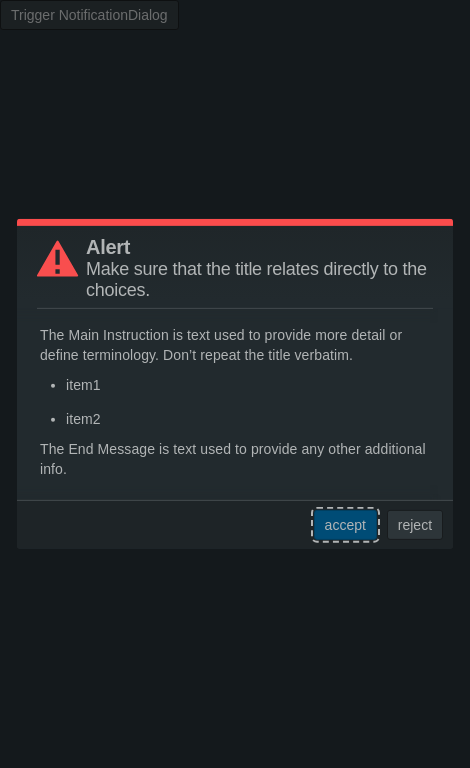 Trigger NotificationDialog
Alert
Make sure that the title relates directly to the
choices.
The Main Instruction is text used to provide more detail or
define terminology. Don’t repeat the title verbatim.
• item1
• item2
The End Message is text used to provide any other additional
info.
accept reject